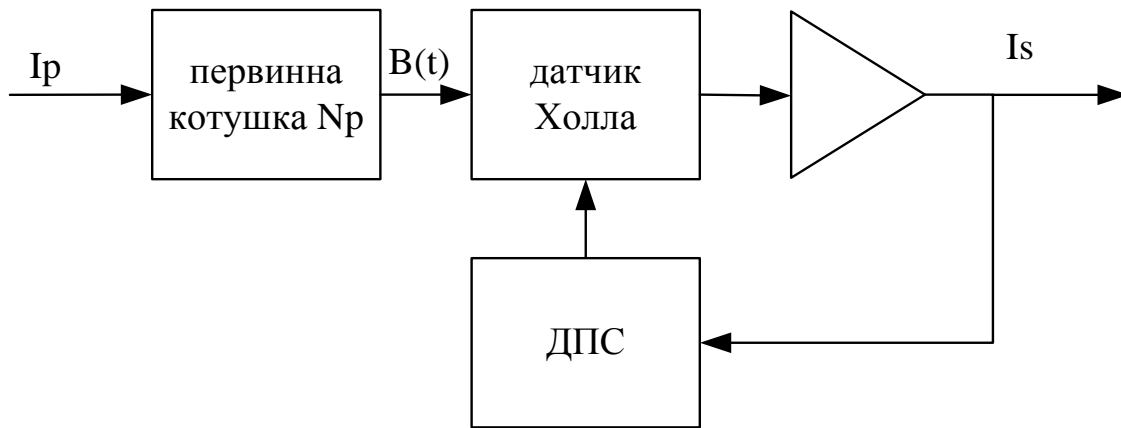 Ip
первинна
котушка Np
B(t)
датчик
Холла
Is
ДПС